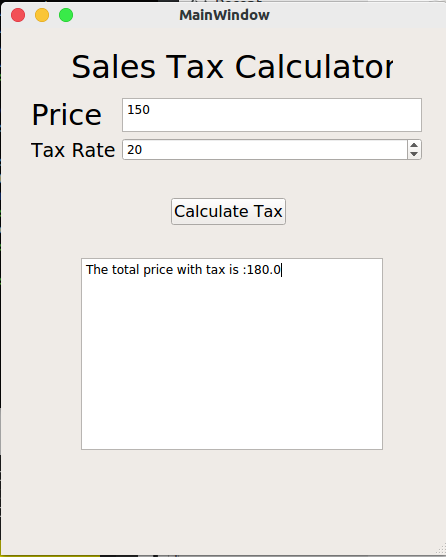 MainWindow
Sales Tax Calculator
Price 150
Tax Rate 20
Calculate Tax
The total price with tax is :180.0